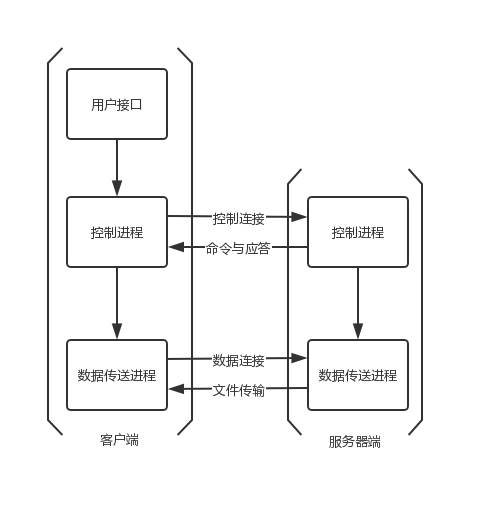 用户接口
控制进程
控制连接
控制进程
命令与应答
数据传送进程
数据连接
数据传送进程
文件传输
客户端
服务器端